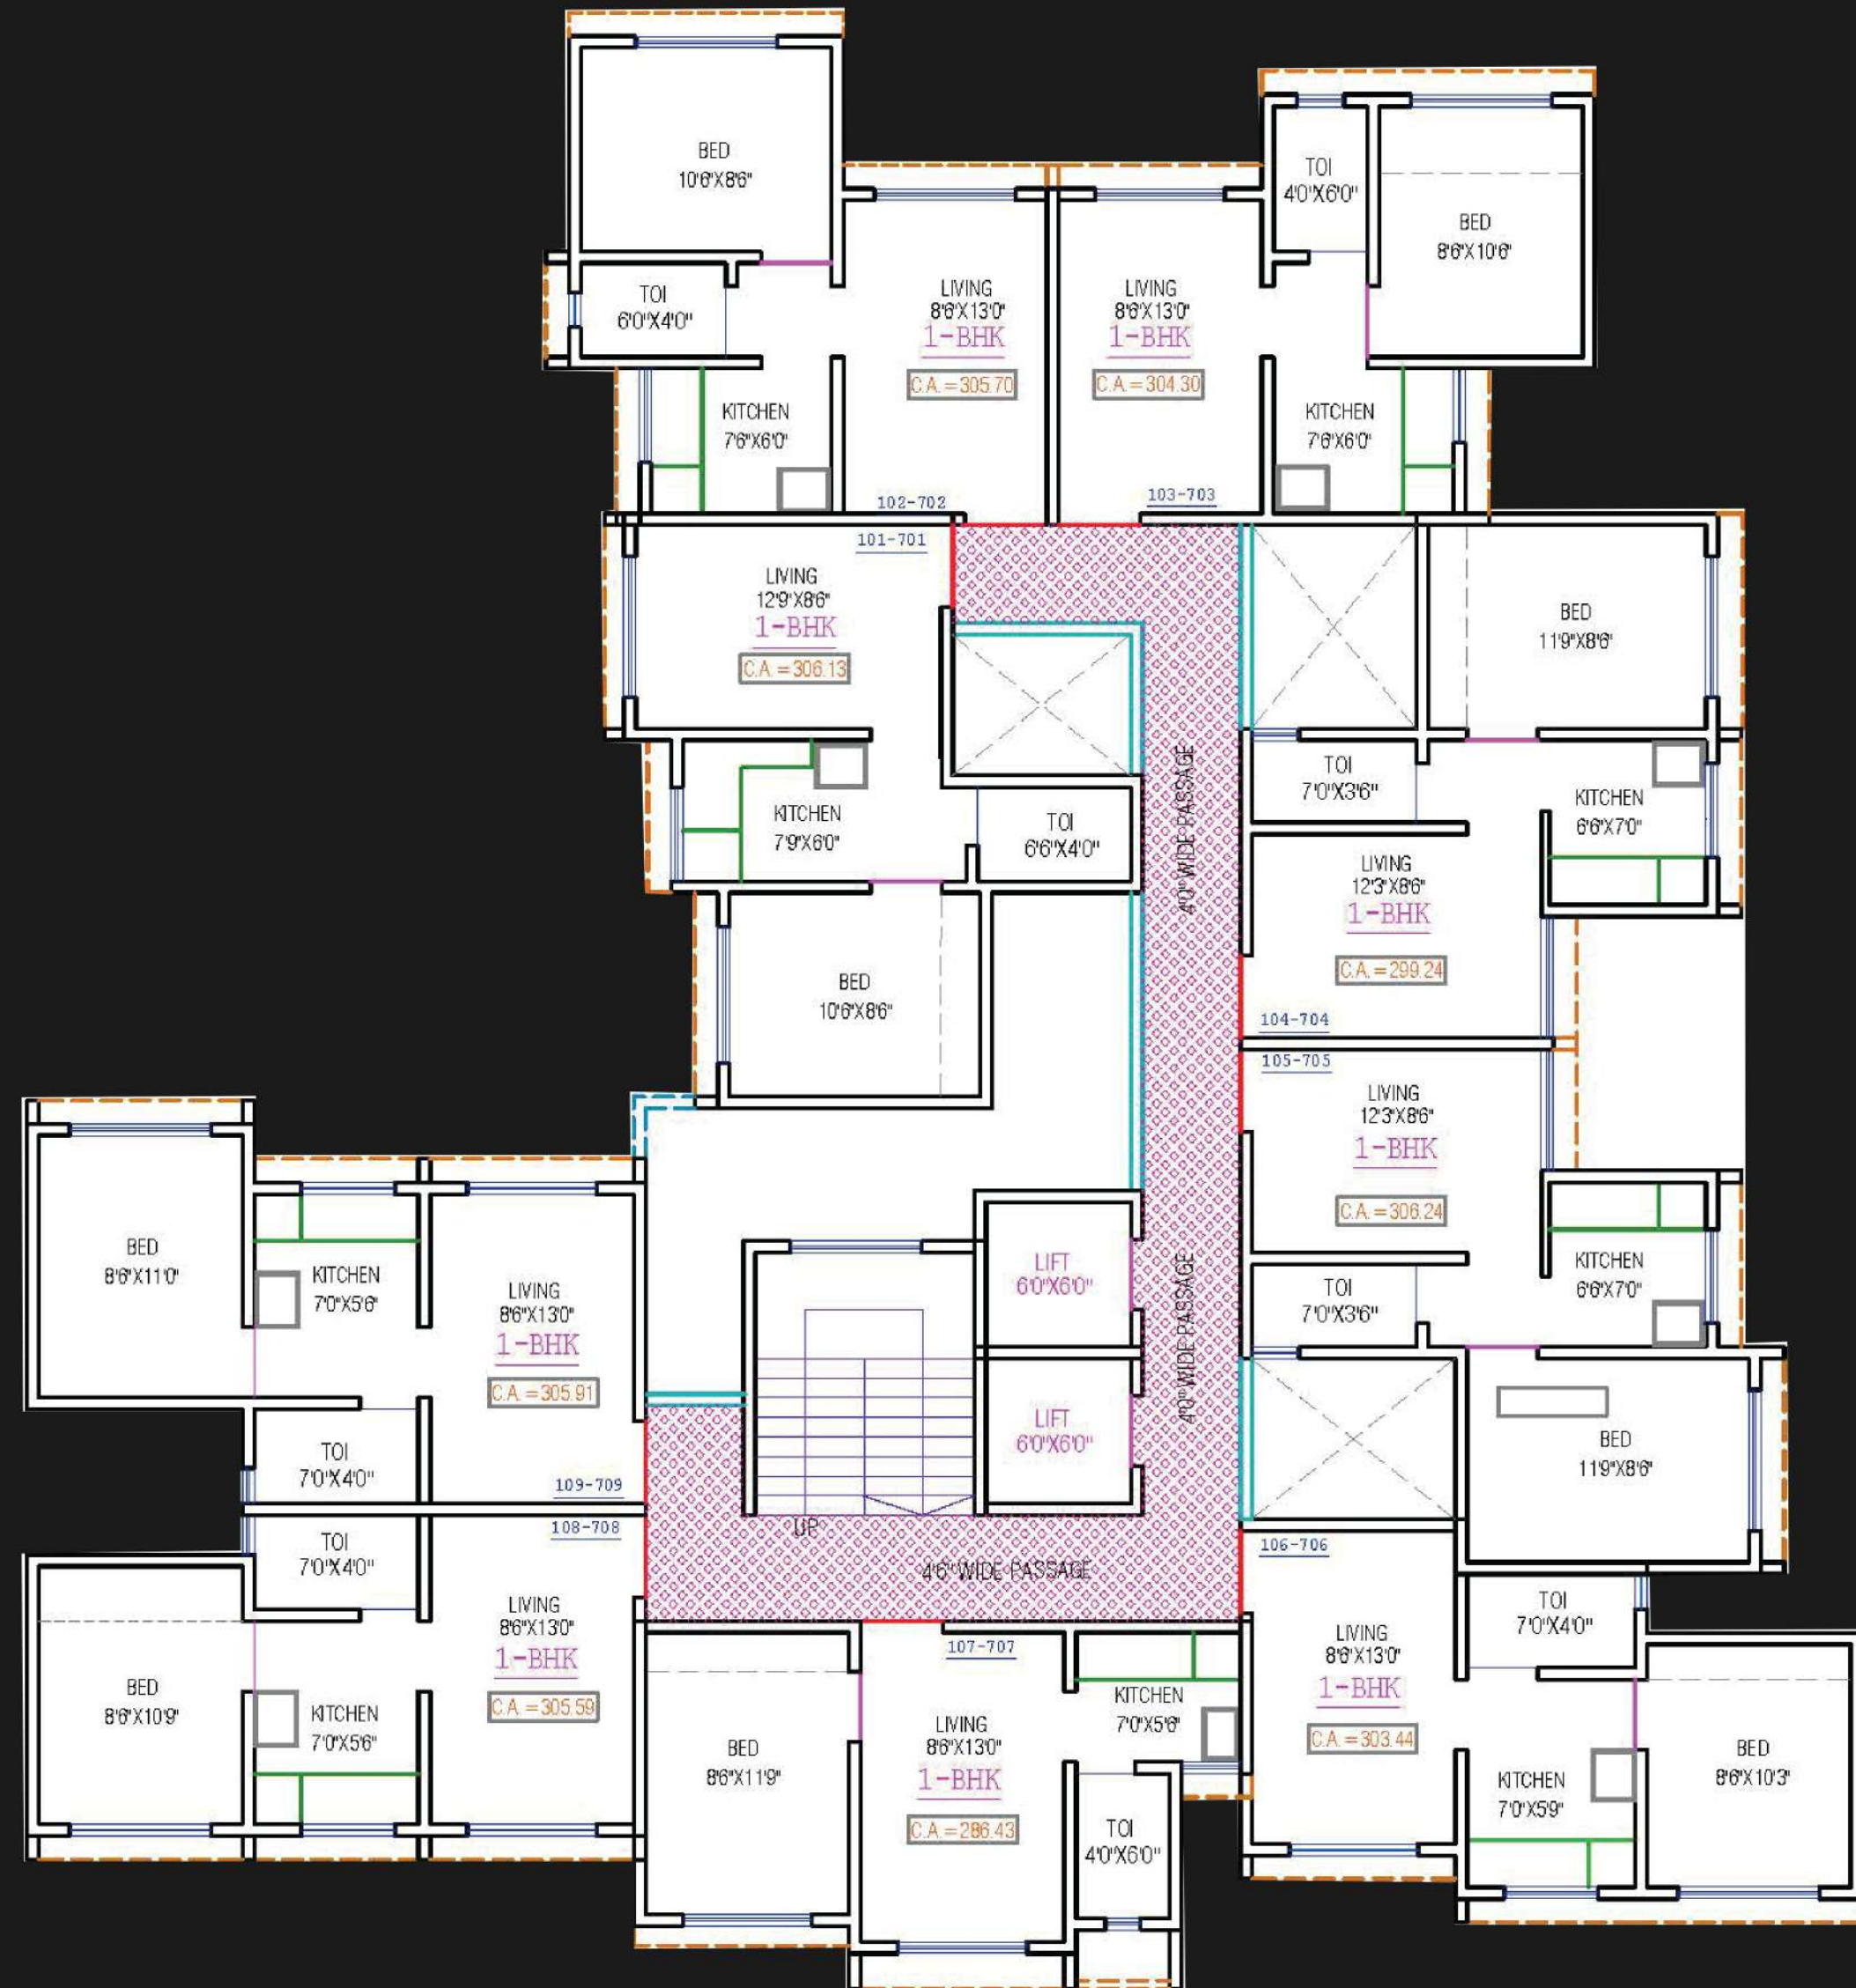 BED
10'6"X8'6"
TOI
6'0"X4'0"
KITCHEN
7'6"X6'0"
LIVING
8'6"X13'0"
1-BHK
C.A.=305.70
102-702
LIVING
8'6"X13'0"
1-BHK
C.A.=304.30
103-703
TOI
4'0"X6'0"
BED
8'6"X10'6"
KITCHEN
7'6"X6'0"
101-701
LIVING
12'9"X8'6"
1-BHK
C.A.=306.13
KITCHEN
7'9"X6'0"
TOI
6'6"X4'0"
BED
10'6"X8'6"
4'0" WIDE PASSAGE
BED
11'9"X8'6"
TOI
7'0"X3'6"
KITCHEN
6'6"X7'0"
LIVING
12'3"X8'6"
1-BHK
C.A.=299.24
104-704
105-705
LIVING
12'3"X8'6"
1-BHK
C.A.=306.24
TOI
7'0"X3'6"
KITCHEN
6'6"X7'0"
BED
11'9"X8'6"
LIFT
6'0"X6'0"
LIFT
6'0"X6'0"
4'0" WIDE PASSAGE
BED
8'6"X11'0"
KITCHEN
7'0"X5'6"
LIVING
8'6"X13'0"
1-BHK
C.A.=305.91
TOI
7'0"X4'0"
109-709
108-708
TOI
7'0"X4'0"
LIVING
8'6"X13'0"
1-BHK
C.A.=305.59
BED
8'6"X10'9"
KITCHEN
7'0"X5'6"
UP
4'6" WIDE PASSAGE
107-707
BED
8'6"X11'9"
LIVING
8'6"X13'0"
1-BHK
C.A.=286.43
KITCHEN
7'0"X5'6"
TOI
4'0"X6'0"
106-706
LIVING
8'6"X13'0"
1-BHK
C.A.=303.44
TOI
7'0"X4'0"
KITCHEN
7'0"X5'9"
BED
8'6"X10'3"